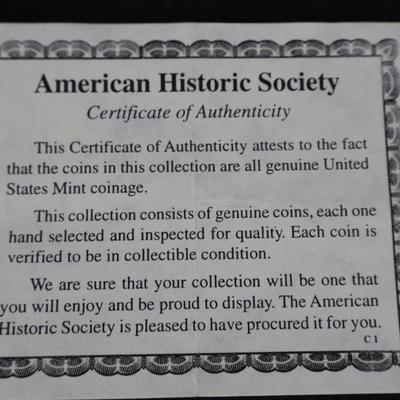 American Historic Society
Certificate of Authenticity
This Certificate of Authenticity attests to the fact
that the coins in this collection are all genuine United
States Mint coinage.
This collection consists of genuine coins, each one
hand selected and inspected for quality. Each coin is
verified to be in collectible condition.
We are sure that your collection will be one that
you will enjoy and be proud to display. The American
Historic Society is pleased to have procured it for you.
C 1